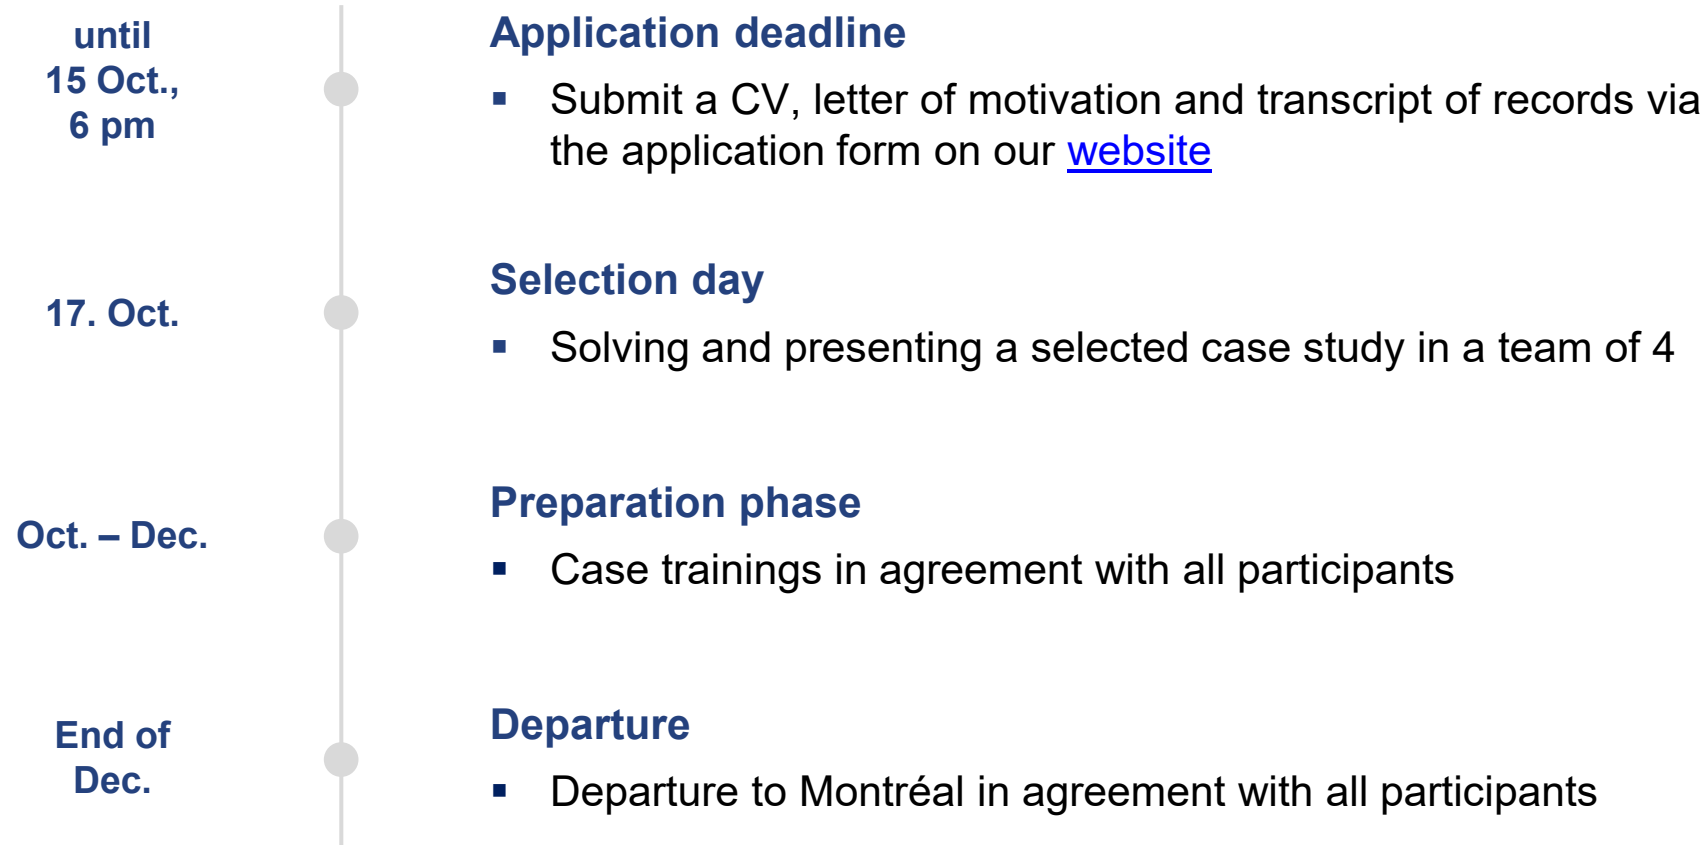 until
15 Oct.,
6 pm
Application deadline
▪ Submit a CV, letter of motivation and transcript of records via
the application form on our website
17. Oct.
Selection day
▪ Solving and presenting a selected case study in a team of 4
Oct. – Dec.
Preparation phase
▪ Case trainings in agreement with all participants
End of
Dec.
Departure
▪ Departure to Montréal in agreement with all participants